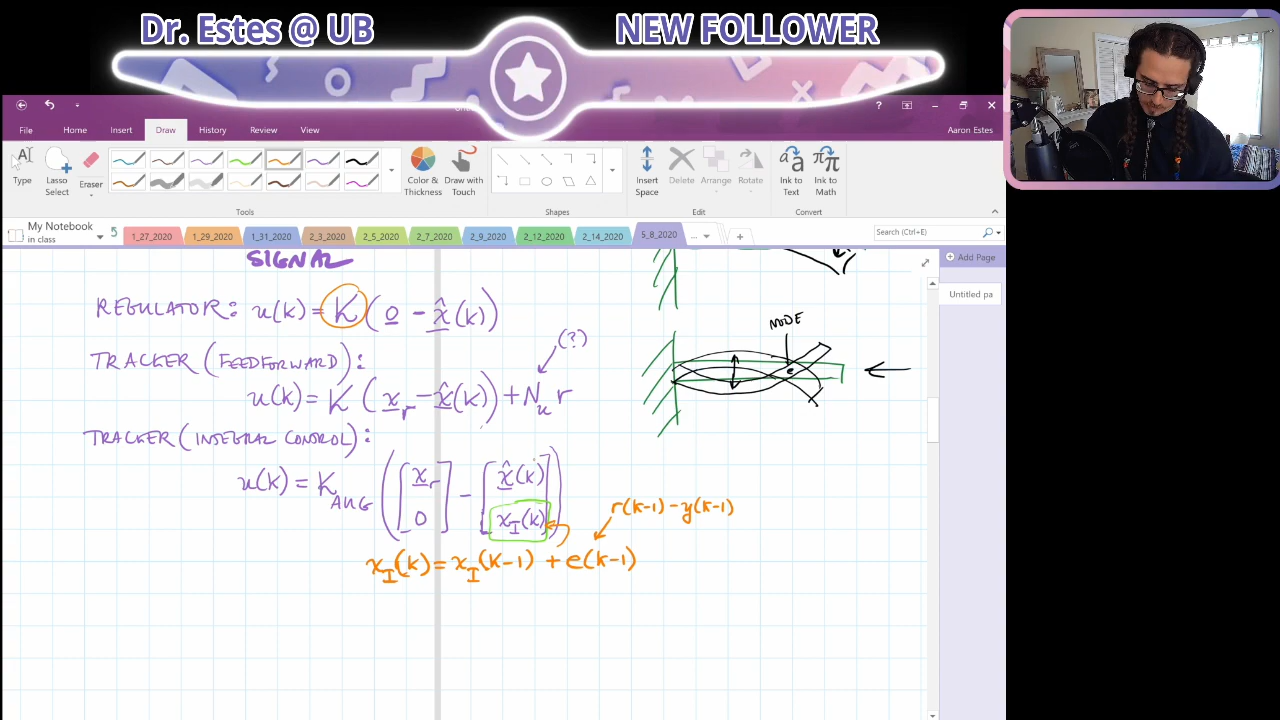 Dr. Estes @ UB
NEW FOLLOWER
File Home Insert Draw History Review View
Aaron Estes
Type
Lasso Select
Eraser
Color & Thickness
Draw with Touch
Insert Space
Delete
Arrange
Rotate
Ink to Text
Ink to Math
Tools
Shapes
Edit
Convert
My Notebook
in class
1_27_2020 1_29_2020 1_31_2020 2_3_2020 2_5_2020 2_7_2020 2_9_2020 2_12_2020 2_14_2020 5_8_2020 ...
Search (Ctrl+E)
Add Page
Untitled pa
SIGNAL
REGULATOR: u(k) = K(0 - x̂(k))
NODE
(?)
TRACKER (FEEDFORWARD):
u(k) = K(x_r - x̂(k)) + N_u r
TRACKER (INTEGRAL CONTROL):
u(k) = K_AUG ([x_r 0] - [x̂(k) x_I(k)])
r(k-1) - y(k-1)
x_I(k) = x_I(k-1) + e(k-1)